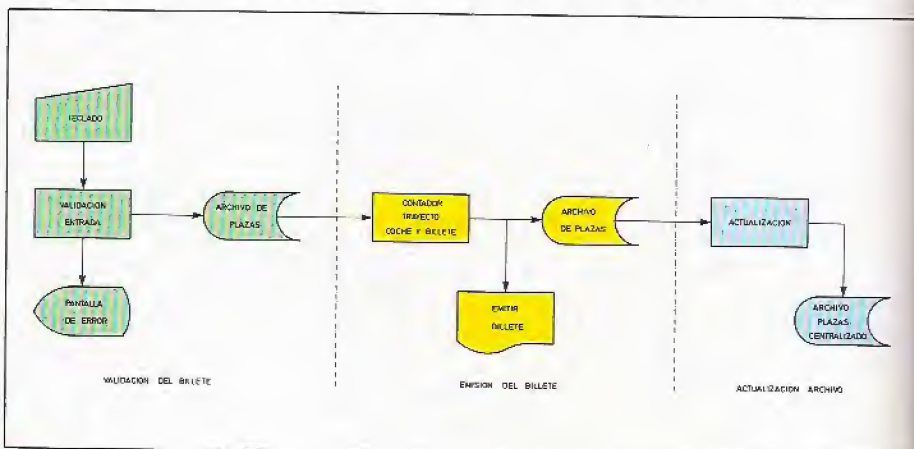 TECLADO
VALIDACION
ENTRADA
PANTALLA
DE ERROR
ARCHIVO DE
PLAZAS
VALIDACION DEL BILLETE
CONTADOR
TRAYECTO
COCHE Y BILLETE
ARCHIVO
DE PLAZAS
EMITIR
BILLETE
EMISION DEL BILLETE
ACTUALIZACION
ARCHIVO
PLAZAS
CENTRALIZADO
ACTUALIZACION ARCHIVO